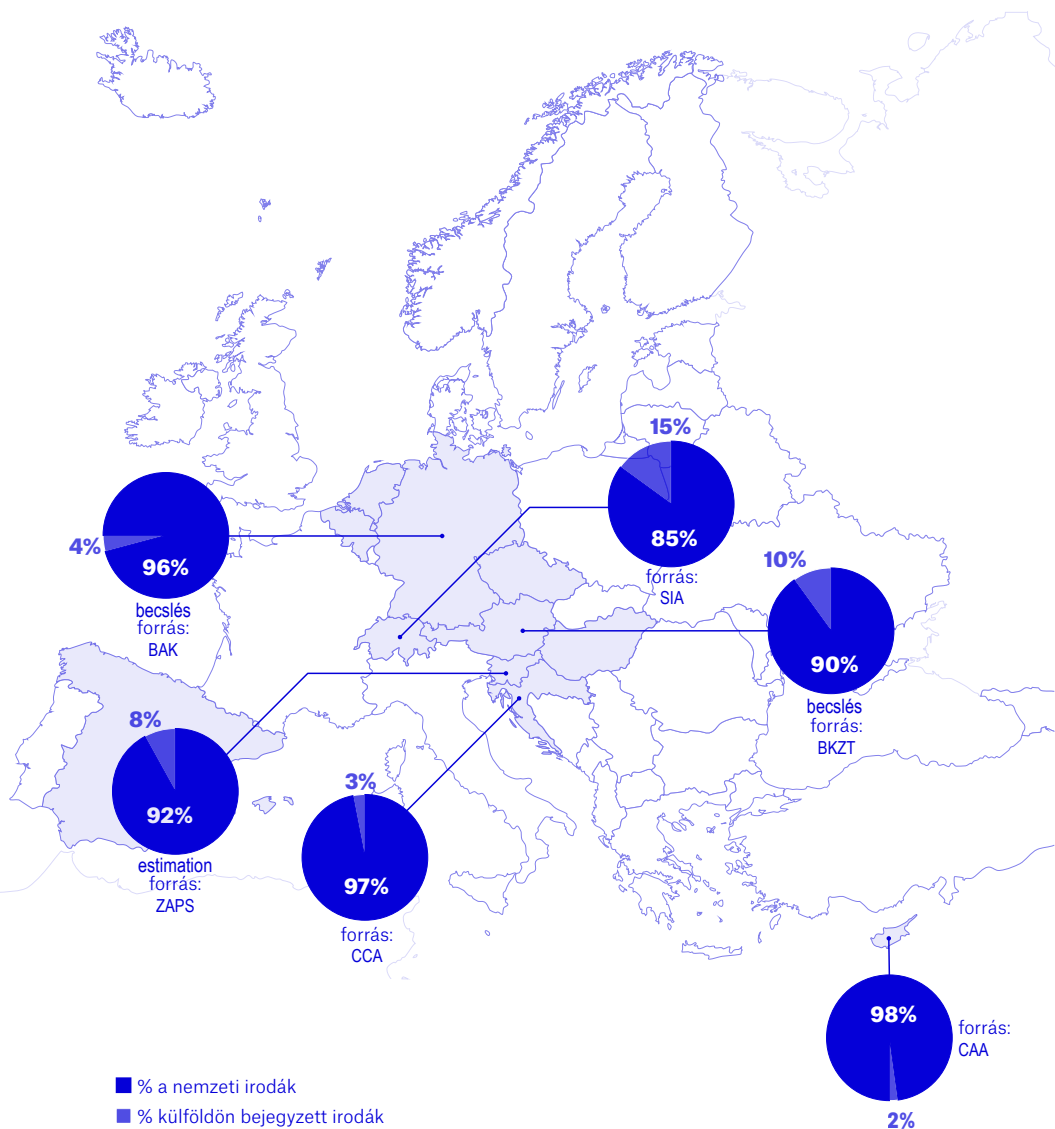 15%
85%
forrás:
SIA
4%
96%
becslés
forrás:
BAK
10%
90%
becslés
forrás:
BKZT
8%
92%
estimation
forrás:
ZAPS
3%
97%
forrás:
CCA
98%
2%
forrás:
CAA
% a nemzeti irodák
% külföldön bejegyzett irodák